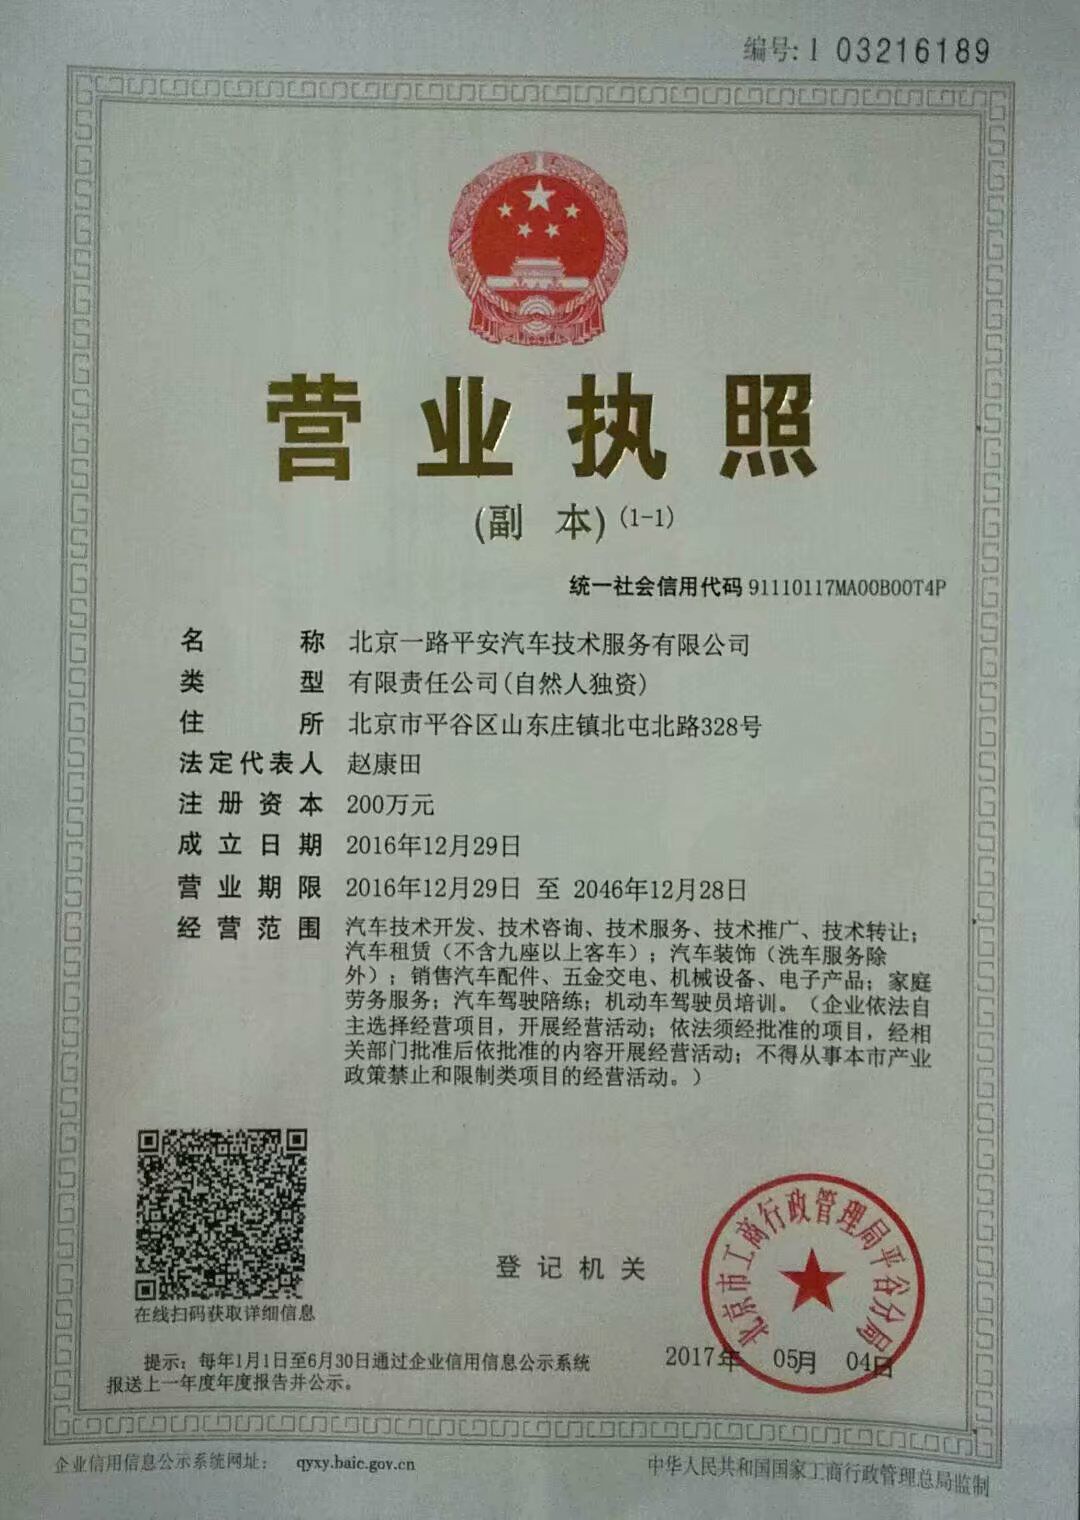 编号:1 03216189
营业执照
(副 本)(1-1)
统一社会信用代码 91110117MA00B00T4P
名称 北京一路平安汽车技术服务有限公司
类型 有限责任公司(自然人独资)
住所 北京市平谷区山东庄镇北屯北路328号
法定代表人 赵康田
注册资本 200万元
成立日期 2016年12月29日
营业期限 2016年12月29日 至 2046年12月28日
经营范围 汽车技术开发、技术咨询、技术服务、技术推广、技术转让;
汽车租赁(不含九座以上客车);汽车装饰(洗车服务除
外);销售汽车配件、五金交电、机械设备、电子产品;家庭
劳务服务;汽车驾驶陪练;机动车驾驶员培训。(企业依法自
主选择经营项目,开展经营活动;依法须经批准的项目,经相
关部门批准后依批准的内容开展经营活动;不得从事本市产业
政策禁止和限制类项目的经营活动。)
在线扫码获取详细信息
登记机关
北京市工商行政管理局平谷分局
2017年 05月 04日
提示:每年1月1日至6月30日通过企业信用信息公示系统
报送上一年度年度报告并公示。
企业信用信息公示系统网址: qyxy.baic.gov.cn
中华人民共和国国家工商行政管理总局监制